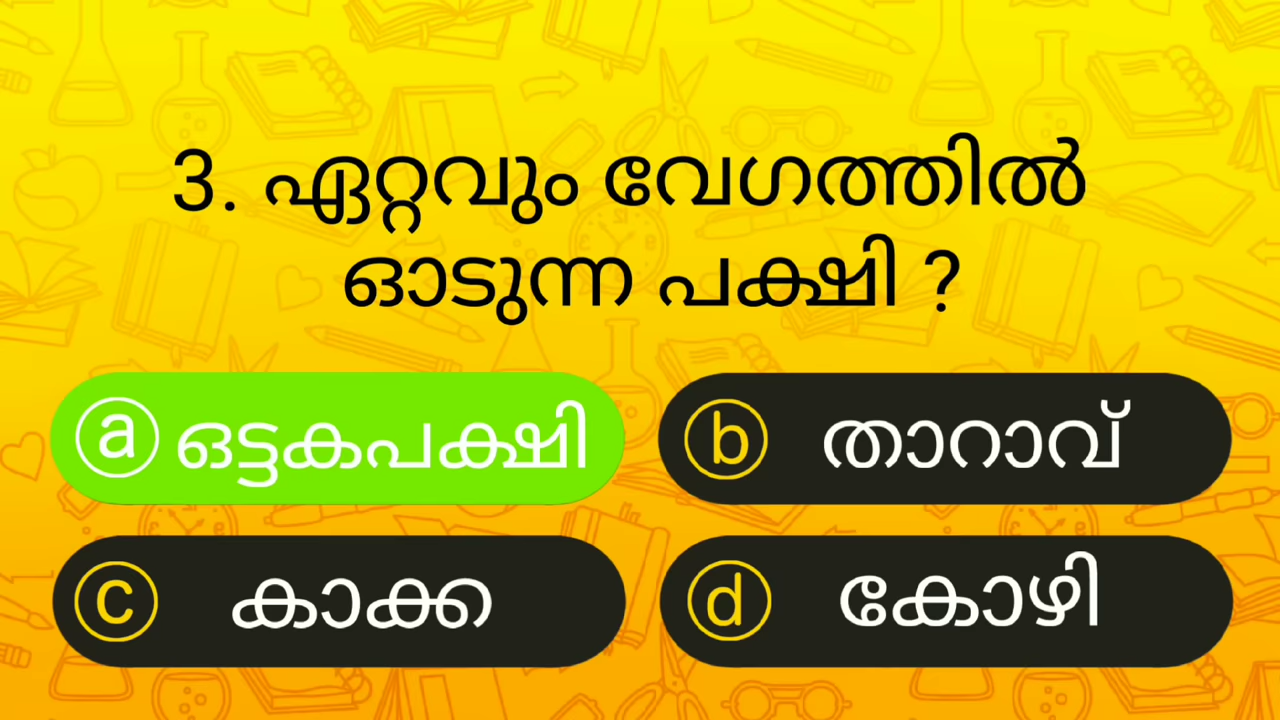 3. ഏറ്റവും വേഗത്തിൽ
ഓടുന്ന പക്ഷി ?
ⓐ ഒട്ടകപക്ഷി
ⓑ താറാവ്
ⓒ കാക്ക
ⓓ കോഴി